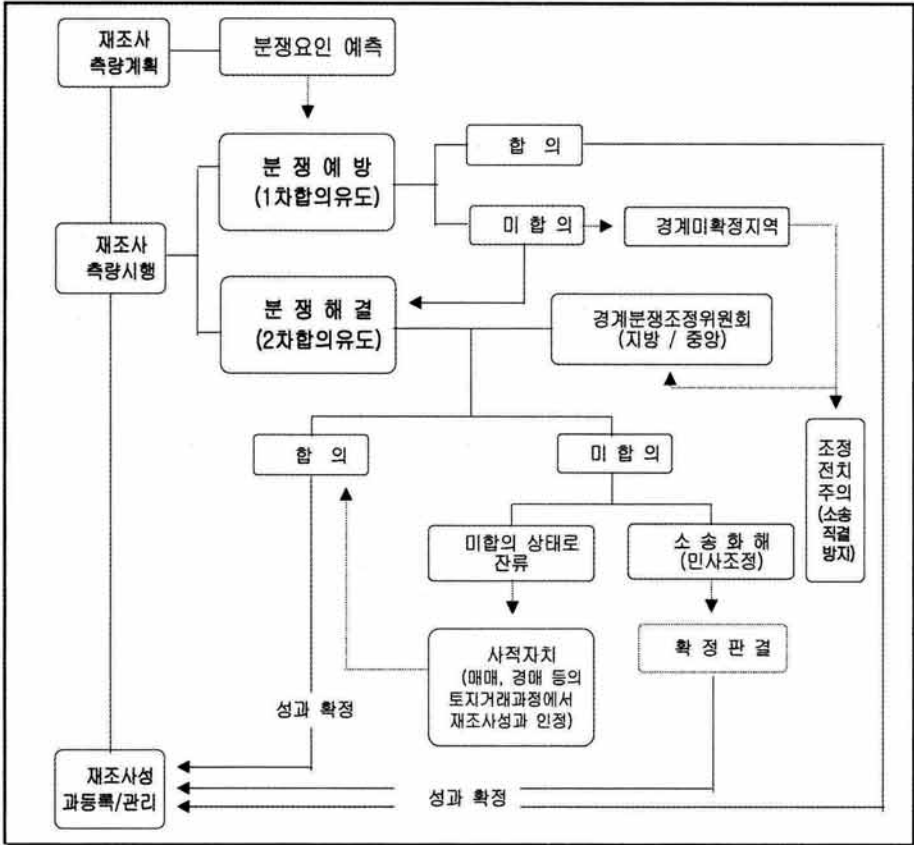 재조사
측량계획
분쟁요인 예측
분 쟁 예 방
(1차합의유도)
합 의
미 합 의
경계미확정지역
재조사
측량시행
분 쟁 해 결
(2차합의유도)
경계분쟁조정위원회
(지방 / 중앙)
합 의
미 합 의
조정
전치
주의
(소송
직결
방지)
미합의 상태로
잔류
소 송 화 해
(민사조정)
사적자치
(매매, 경매 등의
토지거래과정에서
재조사성과 인정)
확 정 판 결
성과 확정
재조사성
과등록/관리
성과 확정